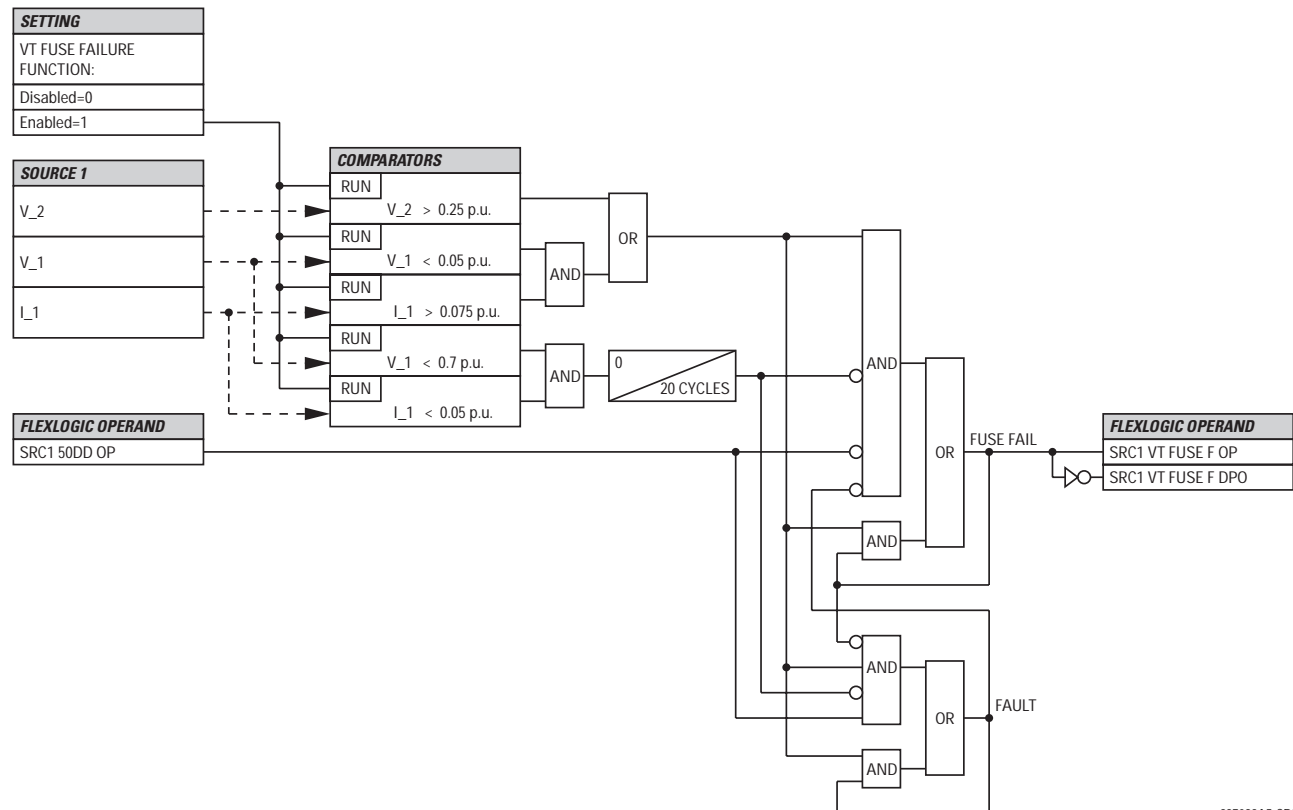 SETTING
VT FUSE FAILURE
FUNCTION:
Disabled=0
Enabled=1
SOURCE 1
V_2
V_1
I_1
COMPARATORS
RUN
V_2 > 0.25 p.u.
RUN
V_1 < 0.05 p.u.
RUN
I_1 > 0.075 p.u.
RUN
V_1 < 0.7 p.u.
RUN
I_1 < 0.05 p.u.
OR
AND
AND
0
20 CYCLES
FLEXLOGIC OPERAND
SRC1 50DD OP
AND
OR
FUSE FAIL
AND
FLEXLOGIC OPERAND
SRC1 VT FUSE F OP
SRC1 VT FUSE F DPO
AND
OR
FAULT
AND